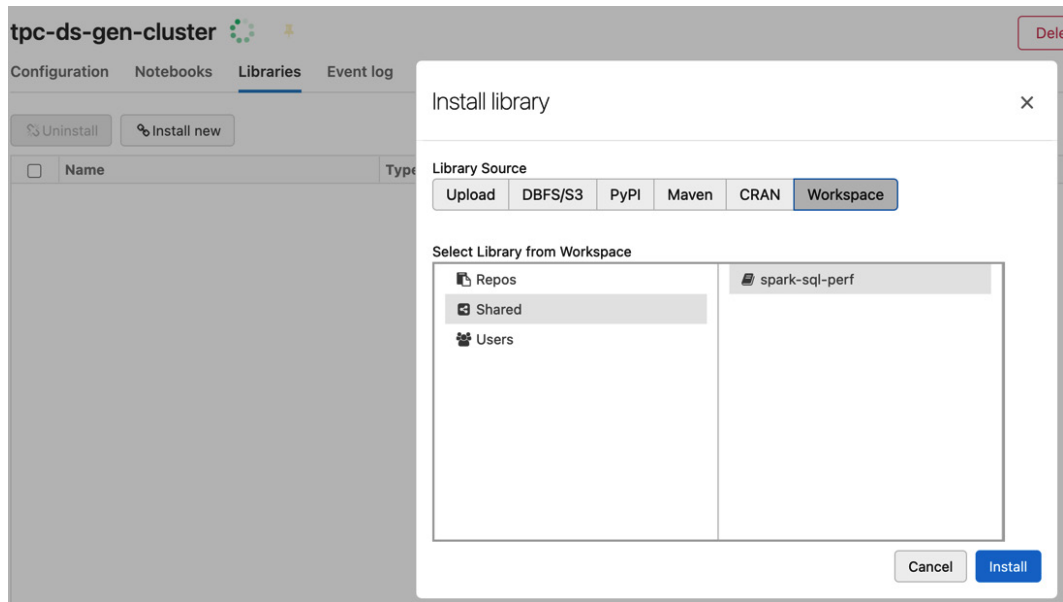 tpc-ds-gen-cluster
Configuration Notebooks Libraries Event log
Uninstall Install new
Name Type
Install library
Library Source
Upload DBFS/S3 PyPI Maven CRAN Workspace
Select Library from Workspace
Repos
Shared
Users
spark-sql-perf
Cancel Install